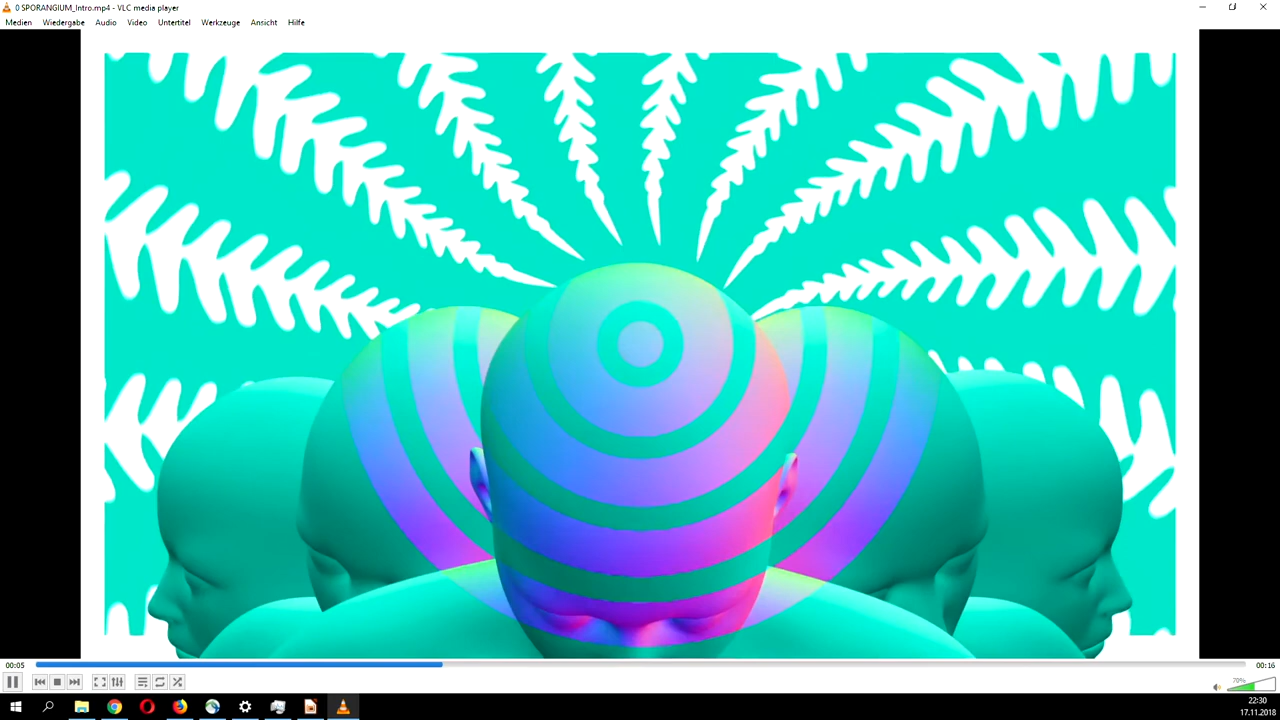 0 SPORANGIUM_Intro.mp4 - VLC media player
Medien Wiedergabe Audio Video Untertitel Werkzeuge Ansicht Hilfe
00:05 00:16
70%
22:30
17.11.2018